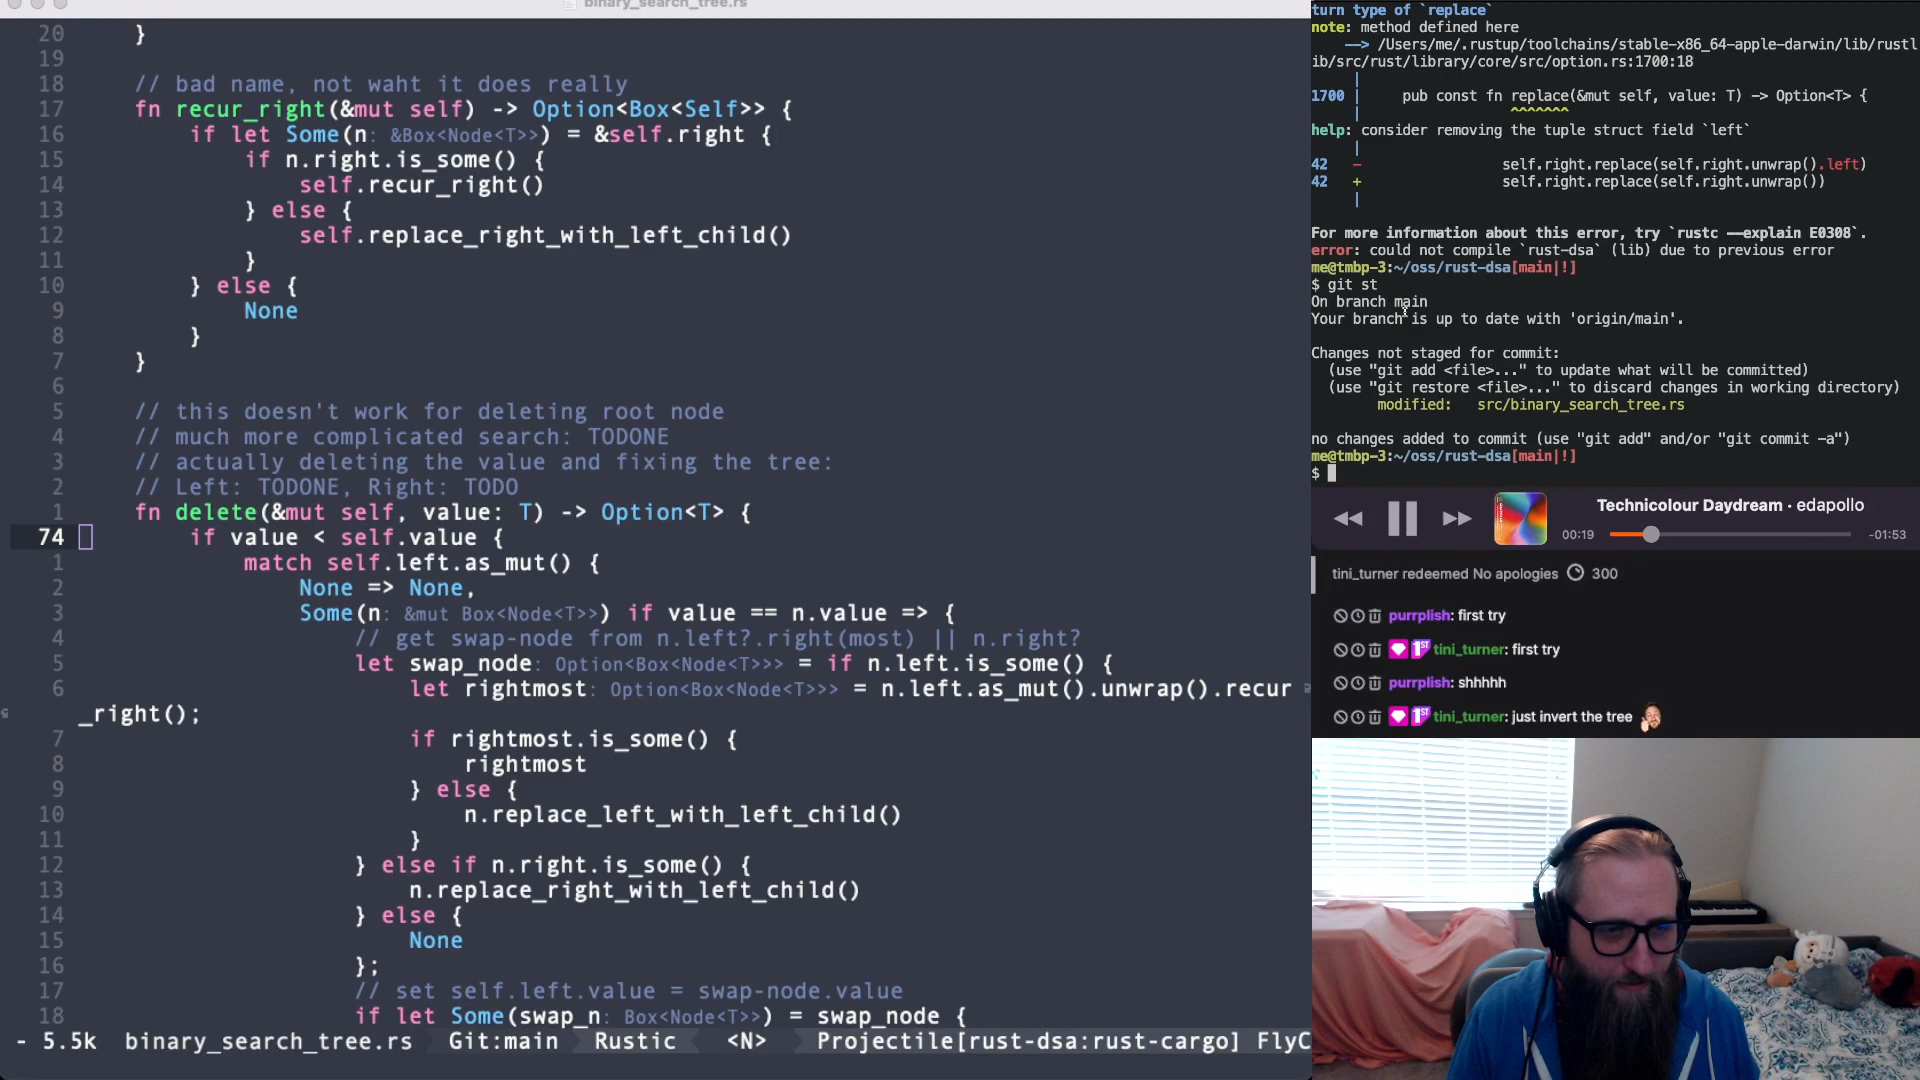 binary_search_tree.rs
20 }
19
18 // bad name, not waht it does really
17 fn recur_right(&mut self) -> Option<Box<Self>> {
16 if let Some(n: &Box<Node<T>>) = &self.right {
15 if n.right.is_some() {
14 self.recur_right()
13 } else {
12 self.replace_right_with_left_child()
11 }
10 } else {
9 None
8 }
7 }
6
5 // this doesn't work for deleting root node
4 // much more complicated search: TODONE
3 // actually deleting the value and fixing the tree:
2 // Left: TODONE, Right: TODO
1 fn delete(&mut self, value: T) -> Option<T> {
74 if value < self.value {
1 match self.left.as_mut() {
2 None => None,
3 Some(n: &mut Box<Node<T>>) if value == n.value => {
4 // get swap-node from n.left?.right(most) || n.right?
5 let swap_node: Option<Box<Node<T>>> = if n.left.is_some() {
6 let rightmost: Option<Box<Node<T>>> = n.left.as_mut().unwrap().recur
_right();
7 if rightmost.is_some() {
8 rightmost
9 } else {
10 n.replace_left_with_left_child()
11 }
12 } else if n.right.is_some() {
13 n.replace_right_with_left_child()
14 } else {
15 None
16 };
17 // set self.left.value = swap-node.value
18 if let Some(swap_n: Box<Node<T>>) = swap_node {
- 5.5k binary_search_tree.rs Git:main Rustic <N> Projectile[rust-dsa:rust-cargo] FlyC
turn type of `replace`
note: method defined here
--> /Users/me/.rustup/toolchains/stable-x86_64-apple-darwin/lib/rustl
ib/src/rust/library/core/src/option.rs:1700:18
|
1700 | pub const fn replace(&mut self, value: T) -> Option<T> {
| ^^^^^^^
help: consider removing the tuple struct field `left`
|
42 - self.right.replace(self.right.unwrap().left)
42 + self.right.replace(self.right.unwrap())
|
For more information about this error, try `rustc --explain E0308`.
error: could not compile `rust-dsa` (lib) due to previous error
me@tmbp-3:~/oss/rust-dsa[main|!]
$ git st
On branch main
Your branch is up to date with 'origin/main'.
Changes not staged for commit:
(use "git add <file>..." to update what will be committed)
(use "git restore <file>..." to discard changes in working directory)
modified: src/binary_search_tree.rs
no changes added to commit (use "git add" and/or "git commit -a")
me@tmbp-3:~/oss/rust-dsa[main|!]
$
Technicolour Daydream · edapollo
00:19 -01:53
tini_turner redeemed No apologies 300
purrplish: first try
1ST tini_turner: first try
purrplish: shhhhh
1ST tini_turner: just invert the tree